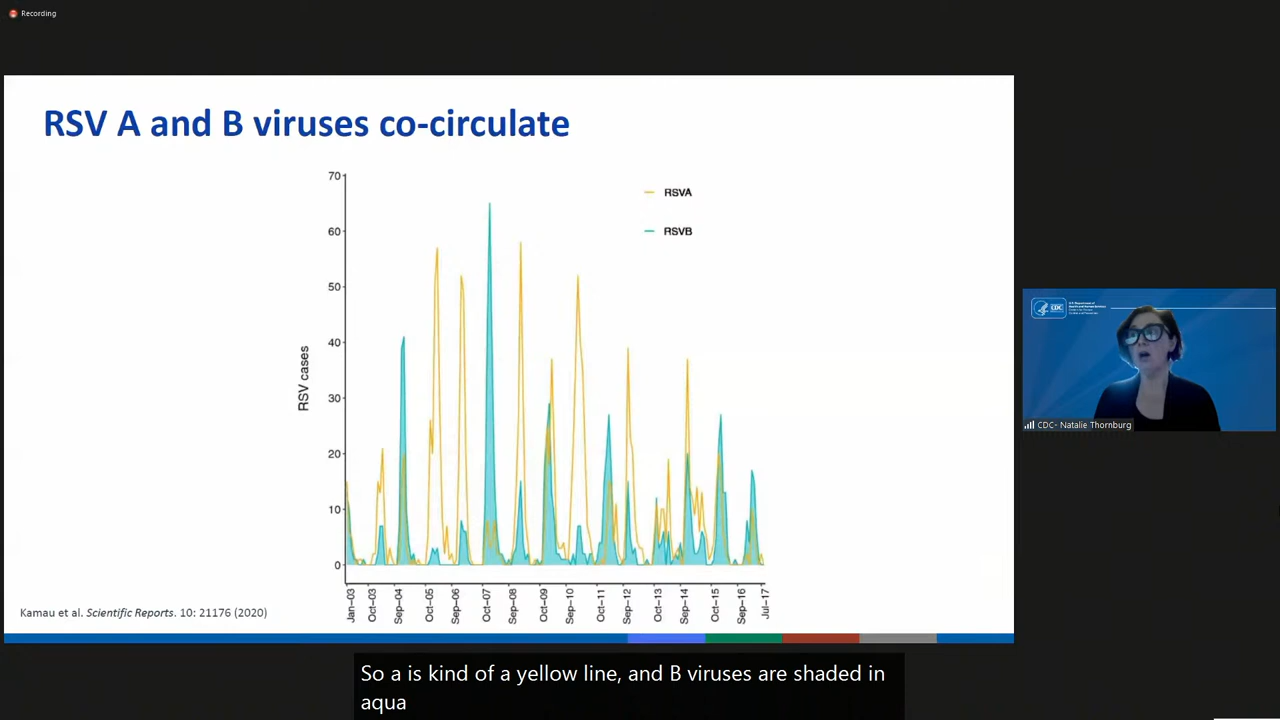 Recording
RSV A and B viruses co-circulate
70
60
50
40
30
20
10
0
RSV cases
RSVA
RSVB
Jan-03
Oct-03
Sep-04
Oct-05
Sep-06
Oct-07
Sep-08
Oct-09
Sep-10
Oct-11
Sep-12
Oct-13
Sep-14
Oct-15
Sep-16
Jul-17
Kamau et al. Scientific Reports. 10: 21176 (2020)
CDC
CDC- Natalie Thornburg
So a is kind of a yellow line, and B viruses are shaded in
aqua